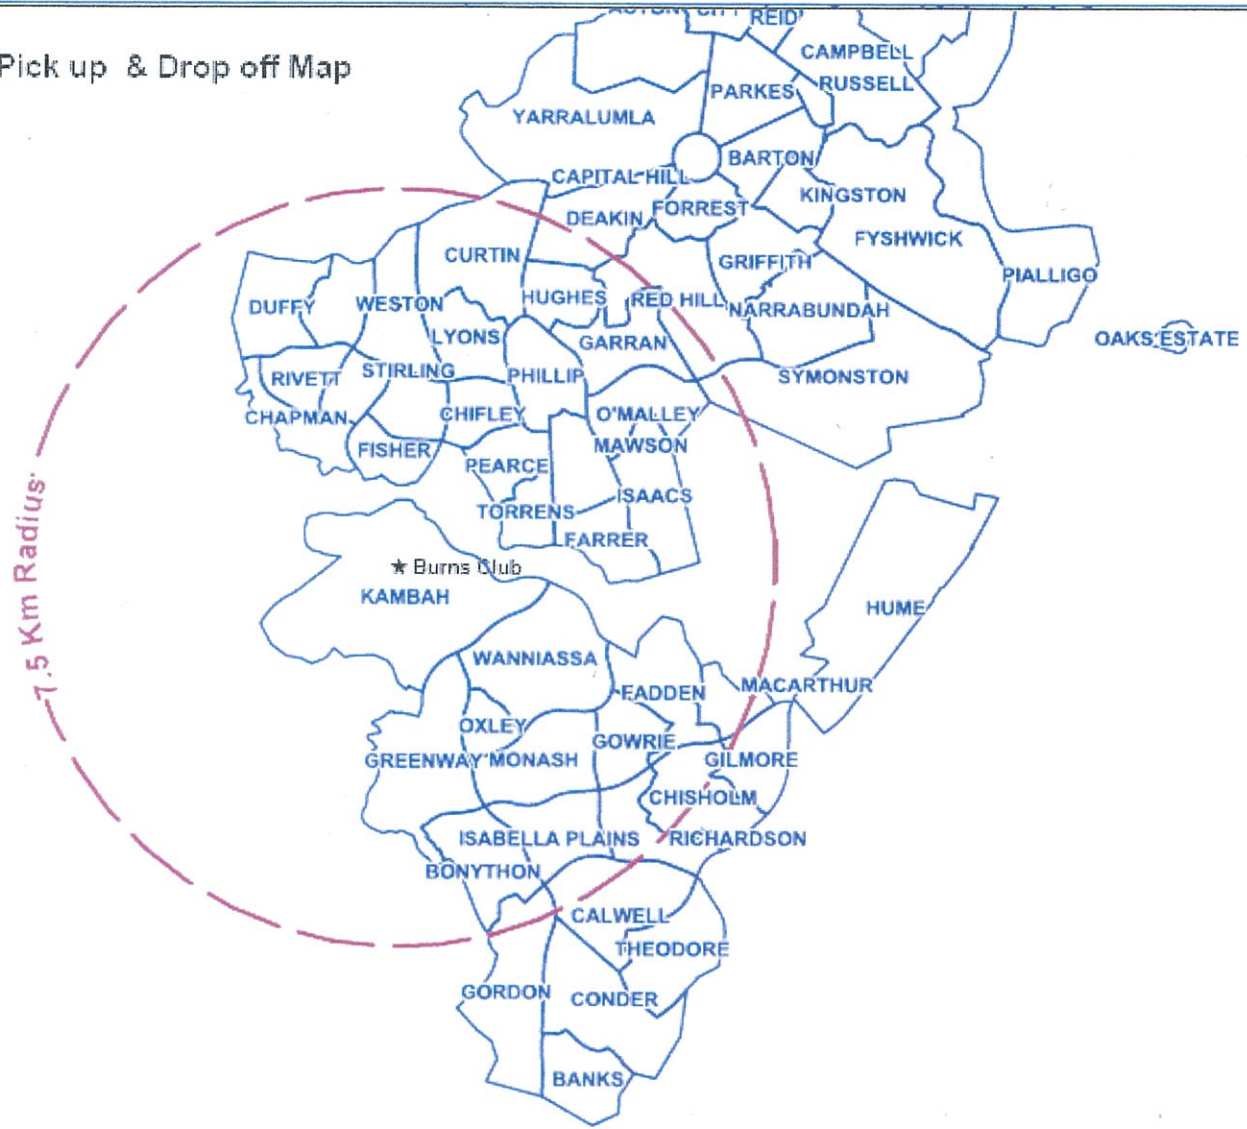 ACTON CITY
REID
Pick up & Drop off Map
CAMPBELL
PARKES
RUSSELL
YARRALUMLA
BARTON
CAPITAL HILL
KINGSTON
FORREST
DEAKIN
FYSHWICK
CURTIN
GRIFFITH
PIALLIGO
DUFFY
WESTON
HUGHES
RED HILL
NARRABUNDAH
LYONS
GARRAN
OAKS ESTATE
RIVETT
STIRLING
PHILLIP
SYMONSTON
CHAPMAN
CHIFLEY
O'MALLEY
FISHER
MAWSON
PEARCE
ISAACS
TORRENS
FARRER
7.5 Km Radius
★ Burns Club
KAMBAH
HUME
WANNIASSA
FADDEN
MACARTHUR
OXLEY
GOWRIE
GREENWAY
MONASH
GILMORE
CHISHOLM
ISABELLA PLAINS
RICHARDSON
BONYTHON
CALWELL
THEODORE
GORDON
CONDER
BANKS